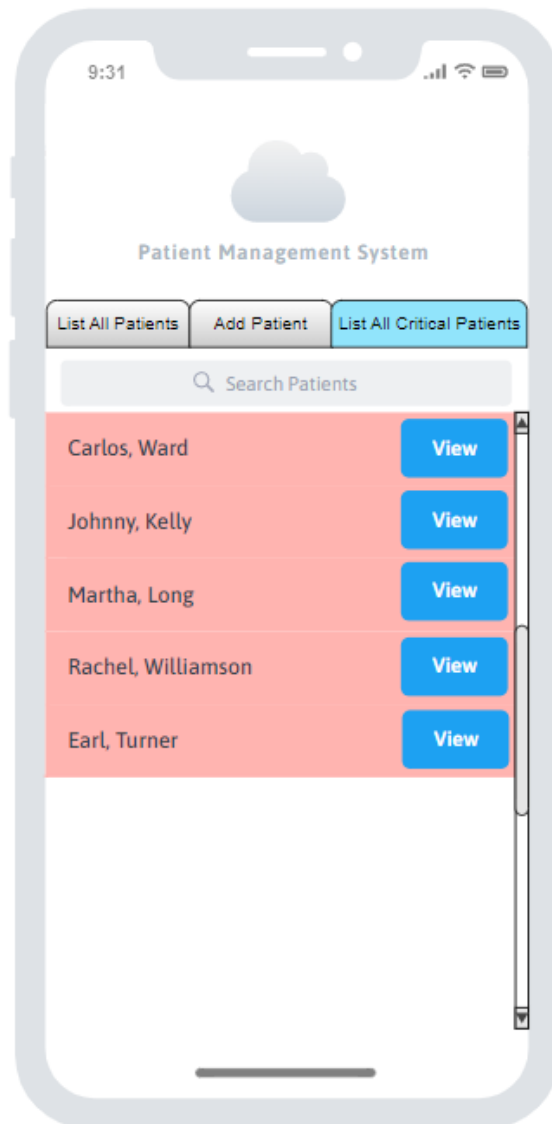 9:31
Patient Management System
List All Patients Add Patient List All Critical Patients
Search Patients
Carlos, Ward View
Johnny, Kelly View
Martha, Long View
Rachel, Williamson View
Earl, Turner View